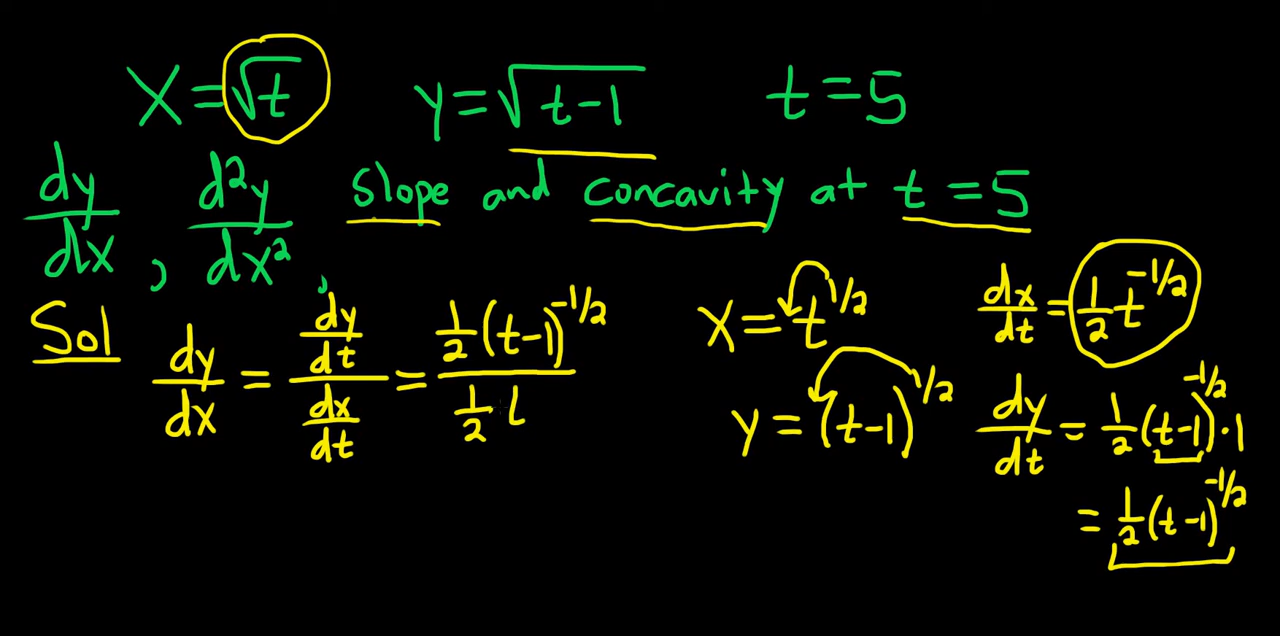 x = √t   y = √(t-1)   t = 5
dy/dx , d²y/dx² , slope and concavity at t = 5
Sol   dy/dx = (dy/dt)/(dx/dt) = (1/2 (t-1)^(-1/2))/(1/2 
x = t^(1/2)   dx/dt = 1/2 t^(-1/2)
y = (t-1)^(1/2)   dy/dt = 1/2 (t-1)^(-1/2) · 1
= 1/2 (t-1)^(-1/2)